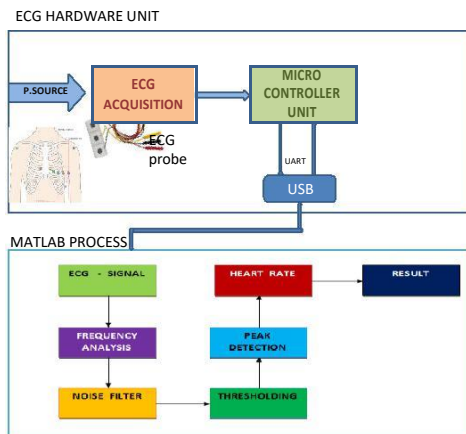 ECG HARDWARE UNIT
P.SOURCE
ECG
ACQUISITION
MICRO
CONTROLLER
UNIT
ECG
probe
UART
USB
MATLAB PROCESS
ECG - SIGNAL
HEART RATE
RESULT
FREQUENCY
ANALYSIS
PEAK
DETECTION
NOISE FILTER
THRESHOLDING